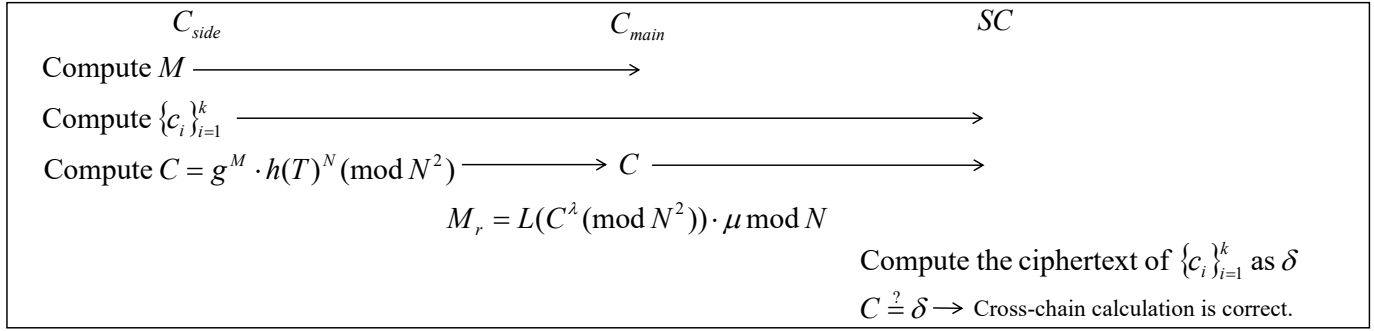 C_side C_main SC
Compute M ⟶
Compute {c_i}_{i=1}^k ⟶
Compute C = g^M · h(T)^N (mod N^2) ⟶ C ⟶
M_r = L(C^λ (mod N^2)) · μ mod N
Compute the ciphertext of {c_i}_{i=1}^k as δ
C ≟ δ → Cross-chain calculation is correct.